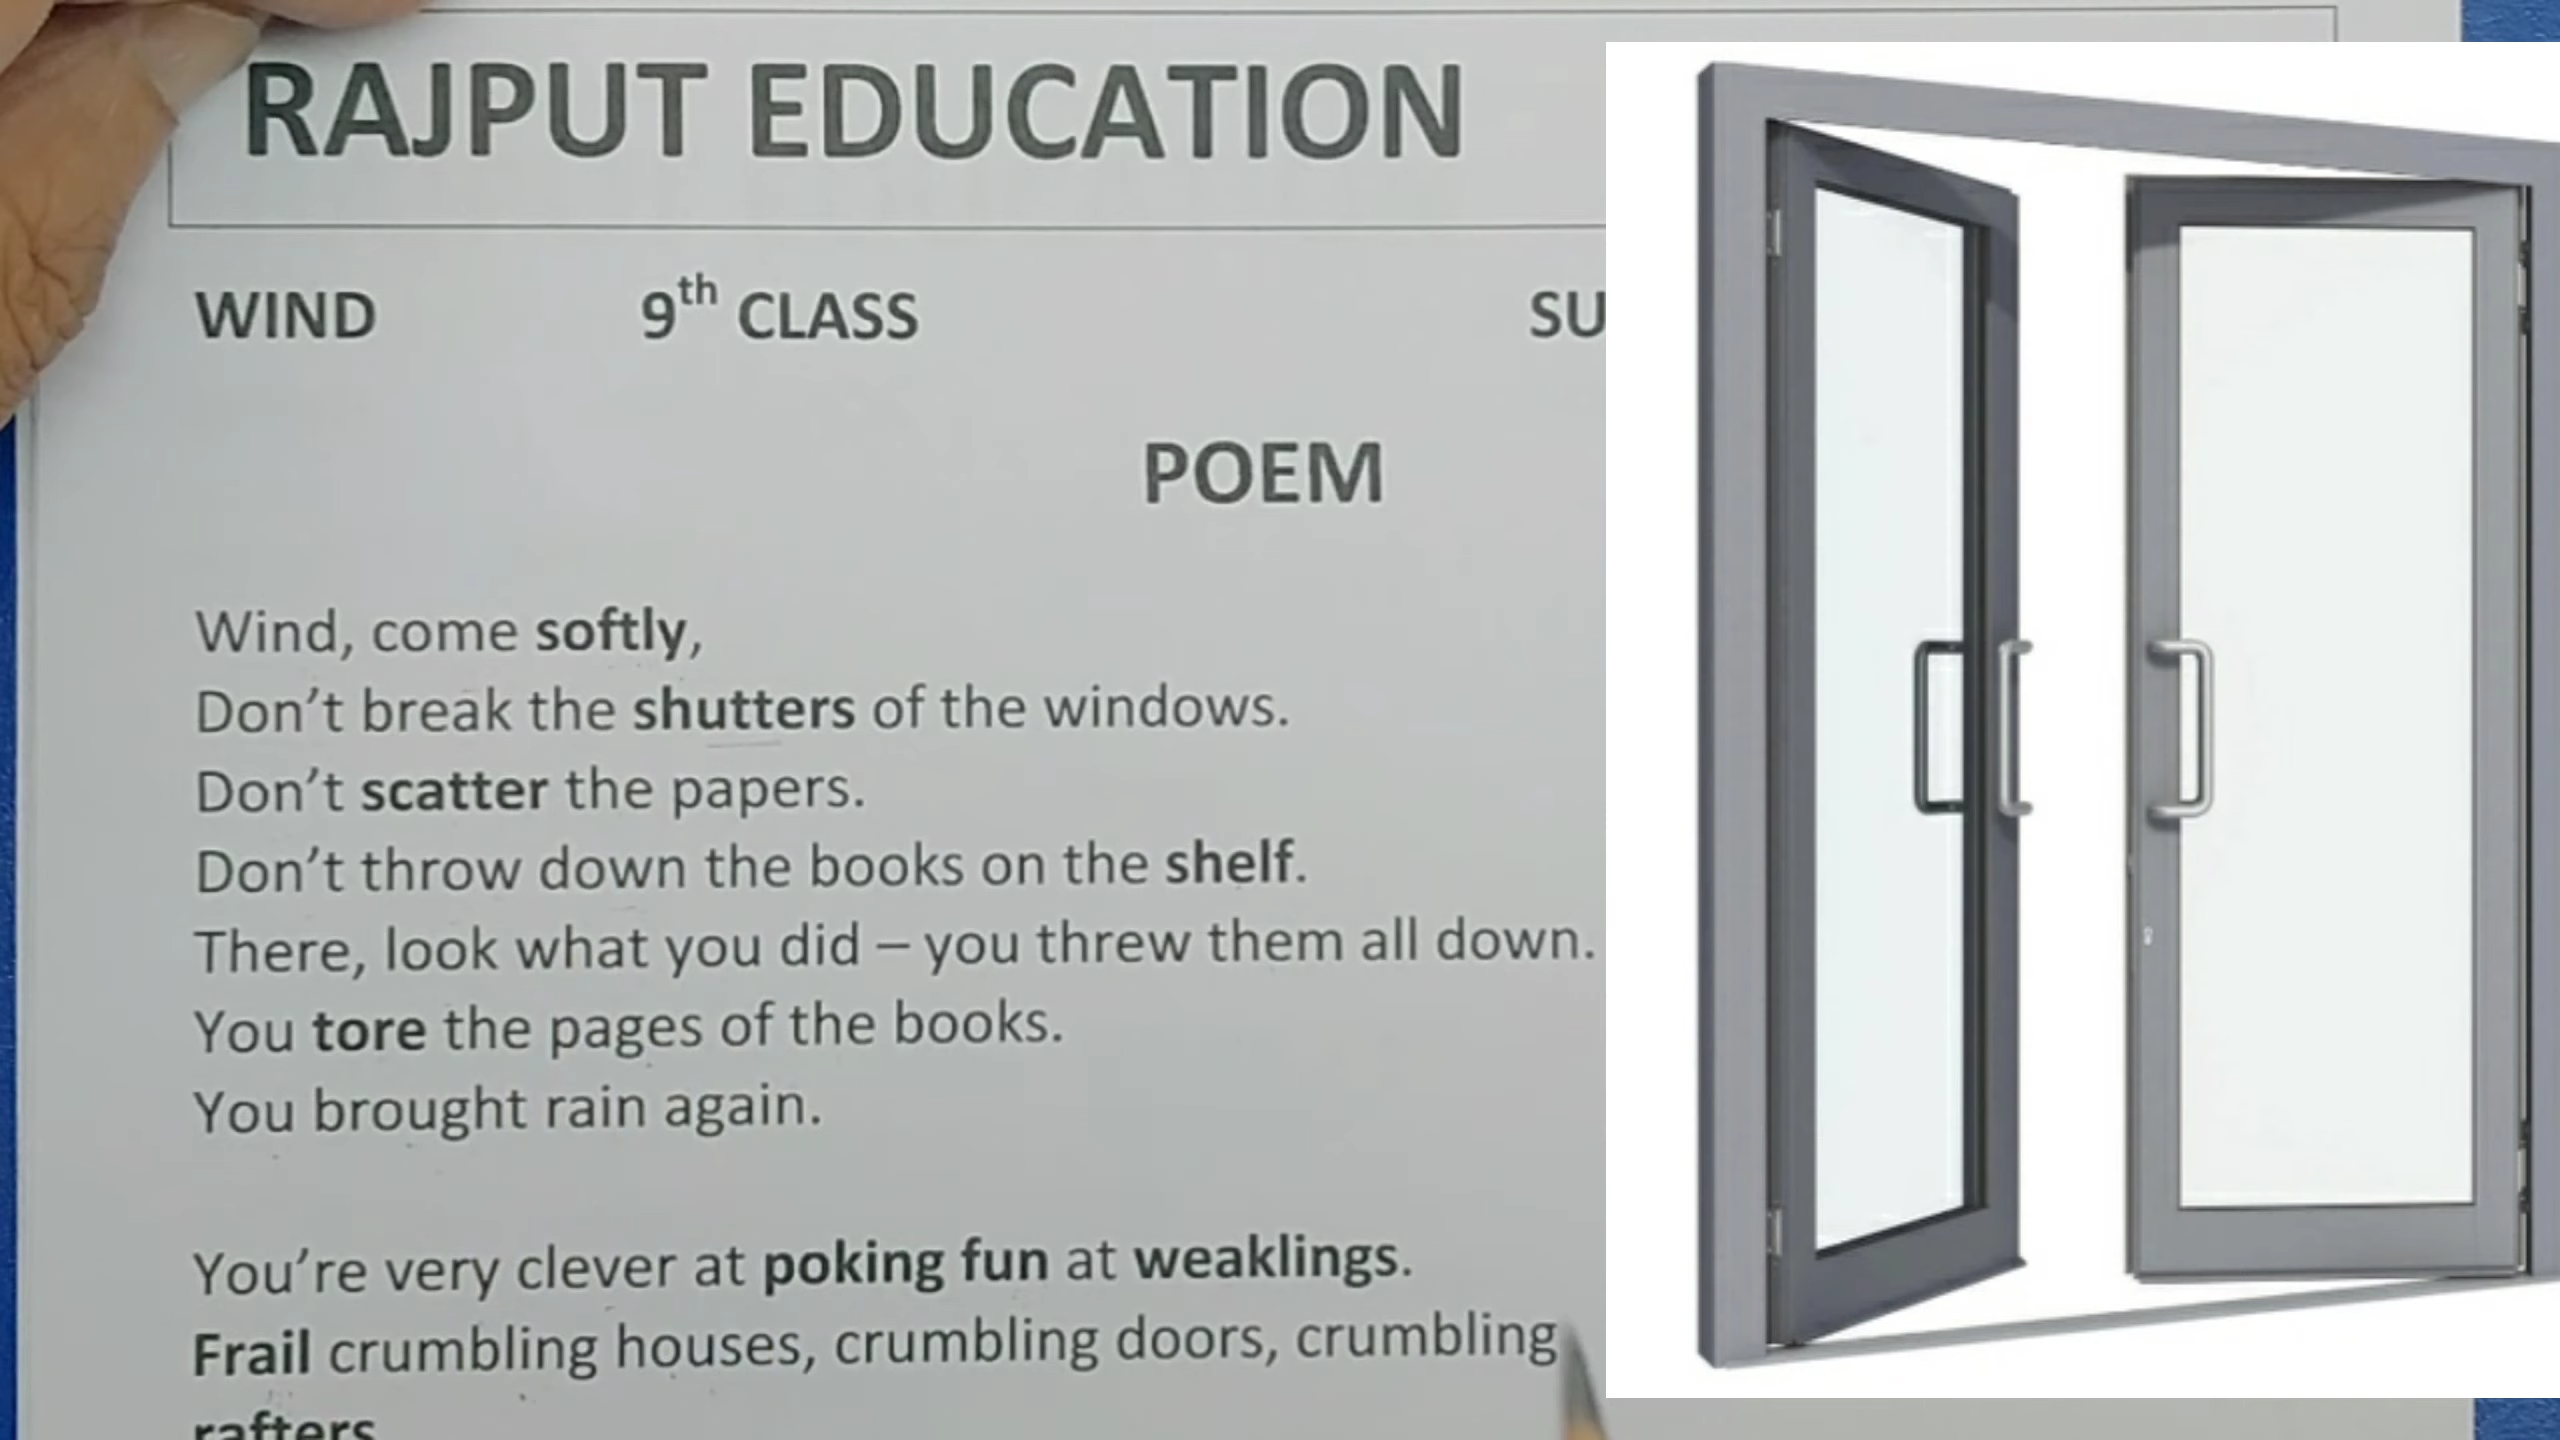 RAJPUT EDUCATION
WIND 9th CLASS
POEM
Wind, come softly,
Don’t break the shutters of the windows.
Don’t scatter the papers.
Don’t throw down the books on the shelf.
There, look what you did – you threw them all down.
You tore the pages of the books.
You brought rain again.
You’re very clever at poking fun at weaklings.
Frail crumbling houses, crumbling doors, crumbling
rafters